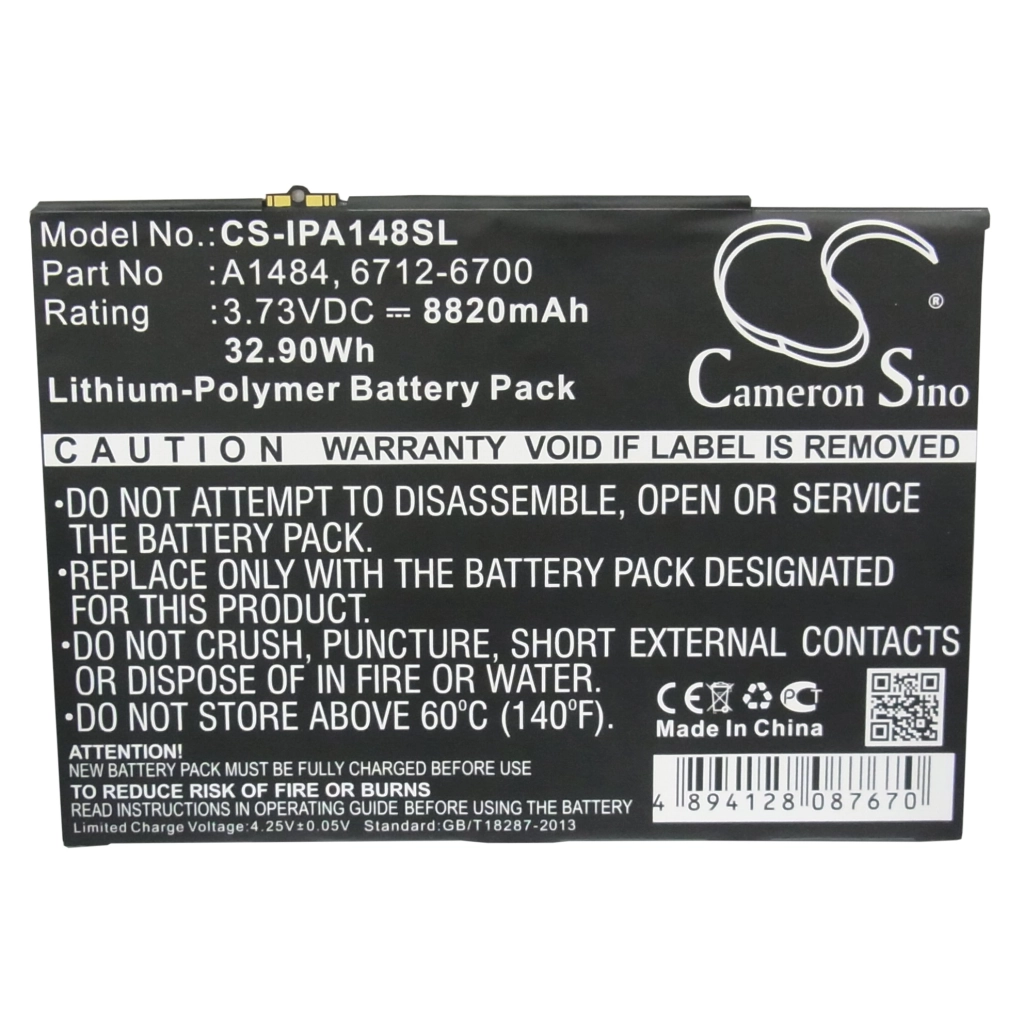 Model No.:CS-IPA148SL
Part No :A1484, 6712-6700
Rating :3.73VDC ⎓ 8820mAh
32.90Wh
Lithium-Polymer Battery Pack
CS
®
Cameron Sino
CAUTION WARRANTY VOID IF LABEL IS REMOVED
•DO NOT ATTEMPT TO DISASSEMBLE, OPEN OR SERVICE
THE BATTERY PACK.
•REPLACE ONLY WITH THE BATTERY PACK DESIGNATED
FOR THIS PRODUCT.
•DO NOT CRUSH, PUNCTURE, SHORT EXTERNAL CONTACTS
OR DISPOSE OF IN FIRE OR WATER.
•DO NOT STORE ABOVE 60°C (140°F).
CE PCT
Made In China
ATTENTION!
NEW BATTERY PACK MUST BE FULLY CHARGED BEFORE USE
TO REDUCE RISK OF FIRE OR BURNS
READ INSTRUCTIONS IN OPERATING GUIDE BEFORE USING THE BATTERY
Limited Charge Voltage:4.25V±0.05V Standard:GB/T18287-2013
4 894128 087670